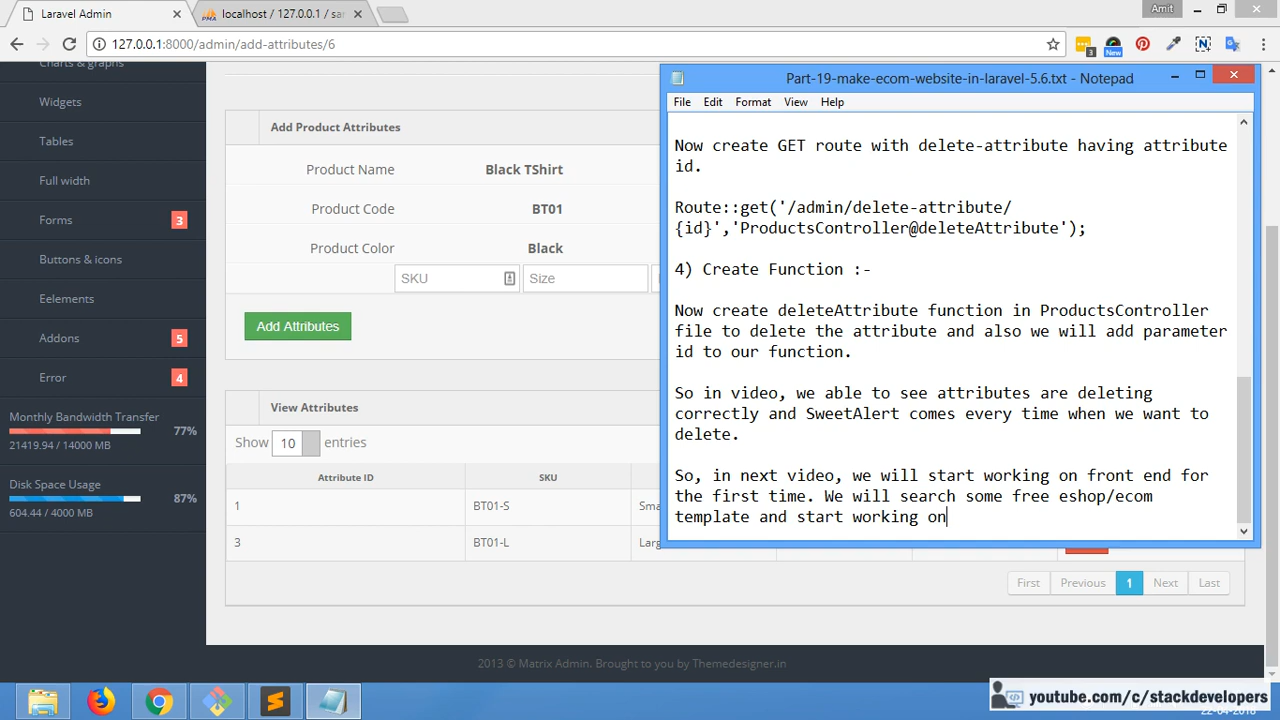 Laravel Admin
localhost / 127.0.0.1 / sar
Amit
127.0.0.1:8000/admin/add-attributes/6
3
New
Charts & graphs
Widgets
Tables
Full width
Forms 3
Buttons & icons
Eelements
Addons 5
Error 4
Monthly Bandwidth Transfer
77%
21419.94 / 14000 MB
Disk Space Usage
87%
604.44 / 4000 MB
Add Product Attributes
Product Name Black TShirt
Product Code BT01
Product Color Black
SKU Size
Add Attributes
View Attributes
Show 10 entries
Attribute ID SKU
1 BT01-S
3 BT01-L
First Previous 1 Next Last
2013 © Matrix Admin. Brought to you by Themedesigner.in
Part-19-make-ecom-website-in-laravel-5.6.txt - Notepad
File Edit Format View Help
Now create GET route with delete-attribute having attribute
id.
Route::get('/admin/delete-attribute/
{id}','ProductsController@deleteAttribute');
4) Create Function :-
Now create deleteAttribute function in ProductsController
file to delete the attribute and also we will add parameter
id to our function.
So in video, we able to see attributes are deleting
correctly and SweetAlert comes every time when we want to
delete.
So, in next video, we will start working on front end for
the first time. We will search some free eshop/ecom
template and start working on
youtube.com/c/stackdevelopers